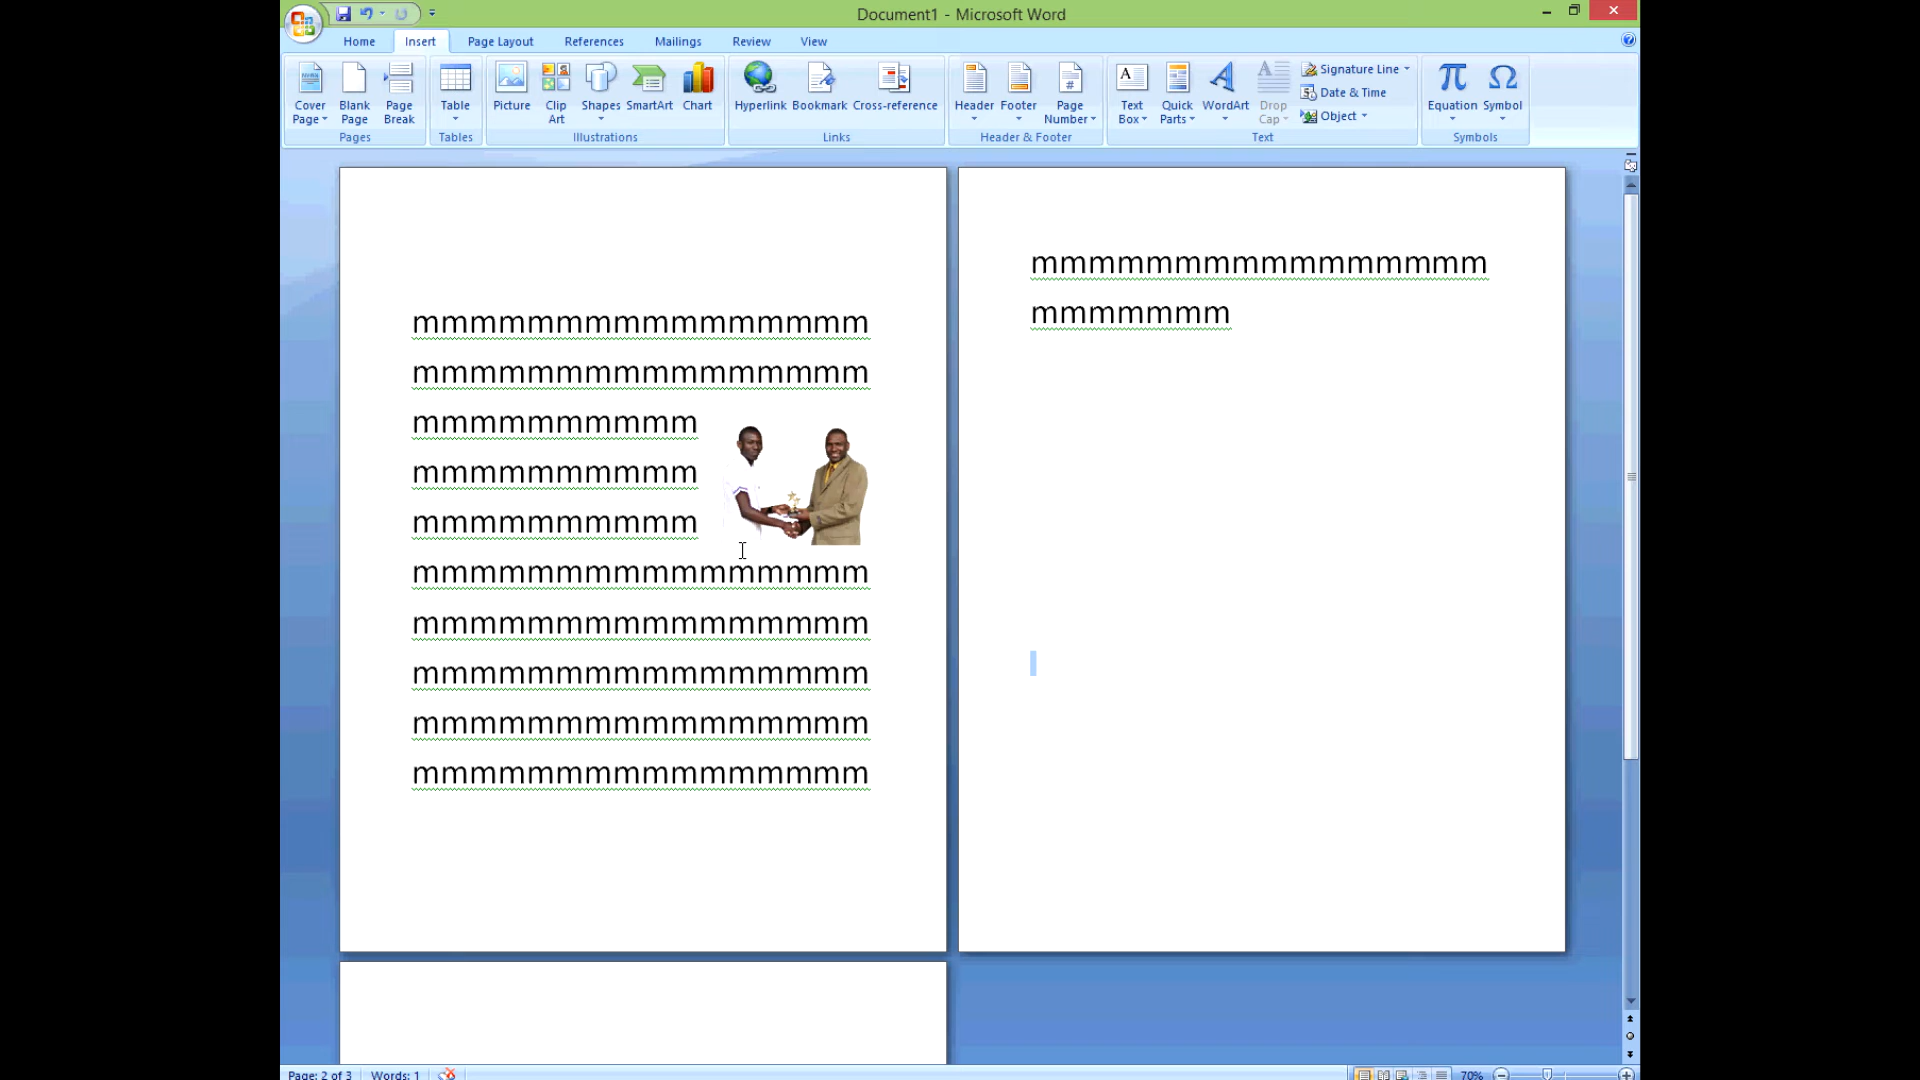 Document1 - Microsoft Word
Home Insert Page Layout References Mailings Review View
Cover Page
Blank Page
Page Break
Pages
Table
Tables
Picture
Clip Art
Shapes
SmartArt
Chart
Illustrations
Hyperlink
Bookmark
Cross-reference
Links
Header
Footer
Page Number
Header & Footer
Text Box
Quick Parts
WordArt
Drop Cap
Signature Line
Date & Time
Object
Text
Equation
Symbol
Symbols
mmmmmmmmmmmmmmmm
mmmmmmmmmmmmmmmm
mmmmmmmmmm
mmmmmmmmmm
mmmmmmmmmm
mmmmmmmmmmmmmmmm
mmmmmmmmmmmmmmmm
mmmmmmmmmmmmmmmm
mmmmmmmmmmmmmmmm
mmmmmmmmmmmmmmmm
mmmmmmmmmmmmmmmm
mmmmmmm
Page: 2 of 3 Words: 1 70%